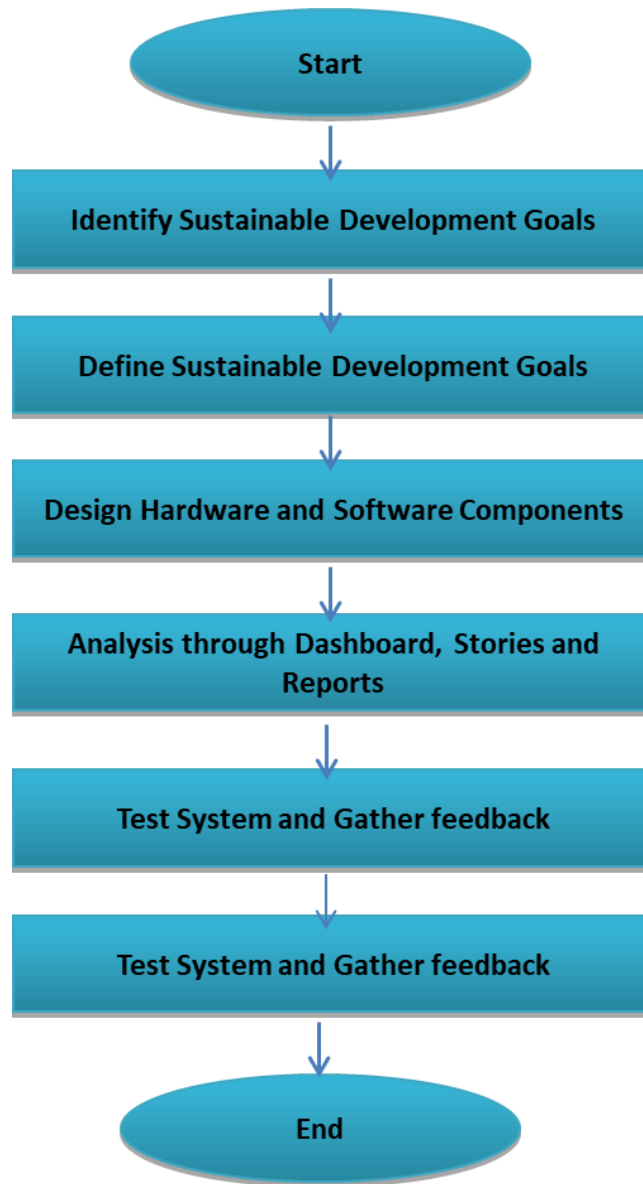 Start
Identify Sustainable Development Goals
Define Sustainable Development Goals
Design Hardware and Software Components
Analysis through Dashboard, Stories and
Reports
Test System and Gather feedback
Test System and Gather feedback
End